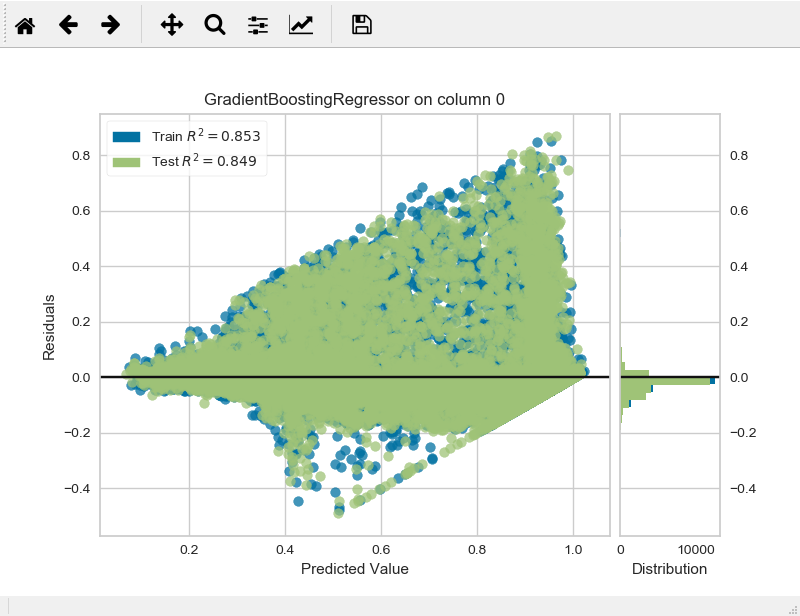 GradientBoostingRegressor on column 0
Train R² = 0.853
Test R² = 0.849
Residuals
0.8
0.6
0.4
0.2
0.0
−0.2
−0.4
0.2 0.4 0.6 0.8 1.0
Predicted Value
0.8
0.6
0.4
0.2
0.0
−0.2
−0.4
0 10000
Distribution